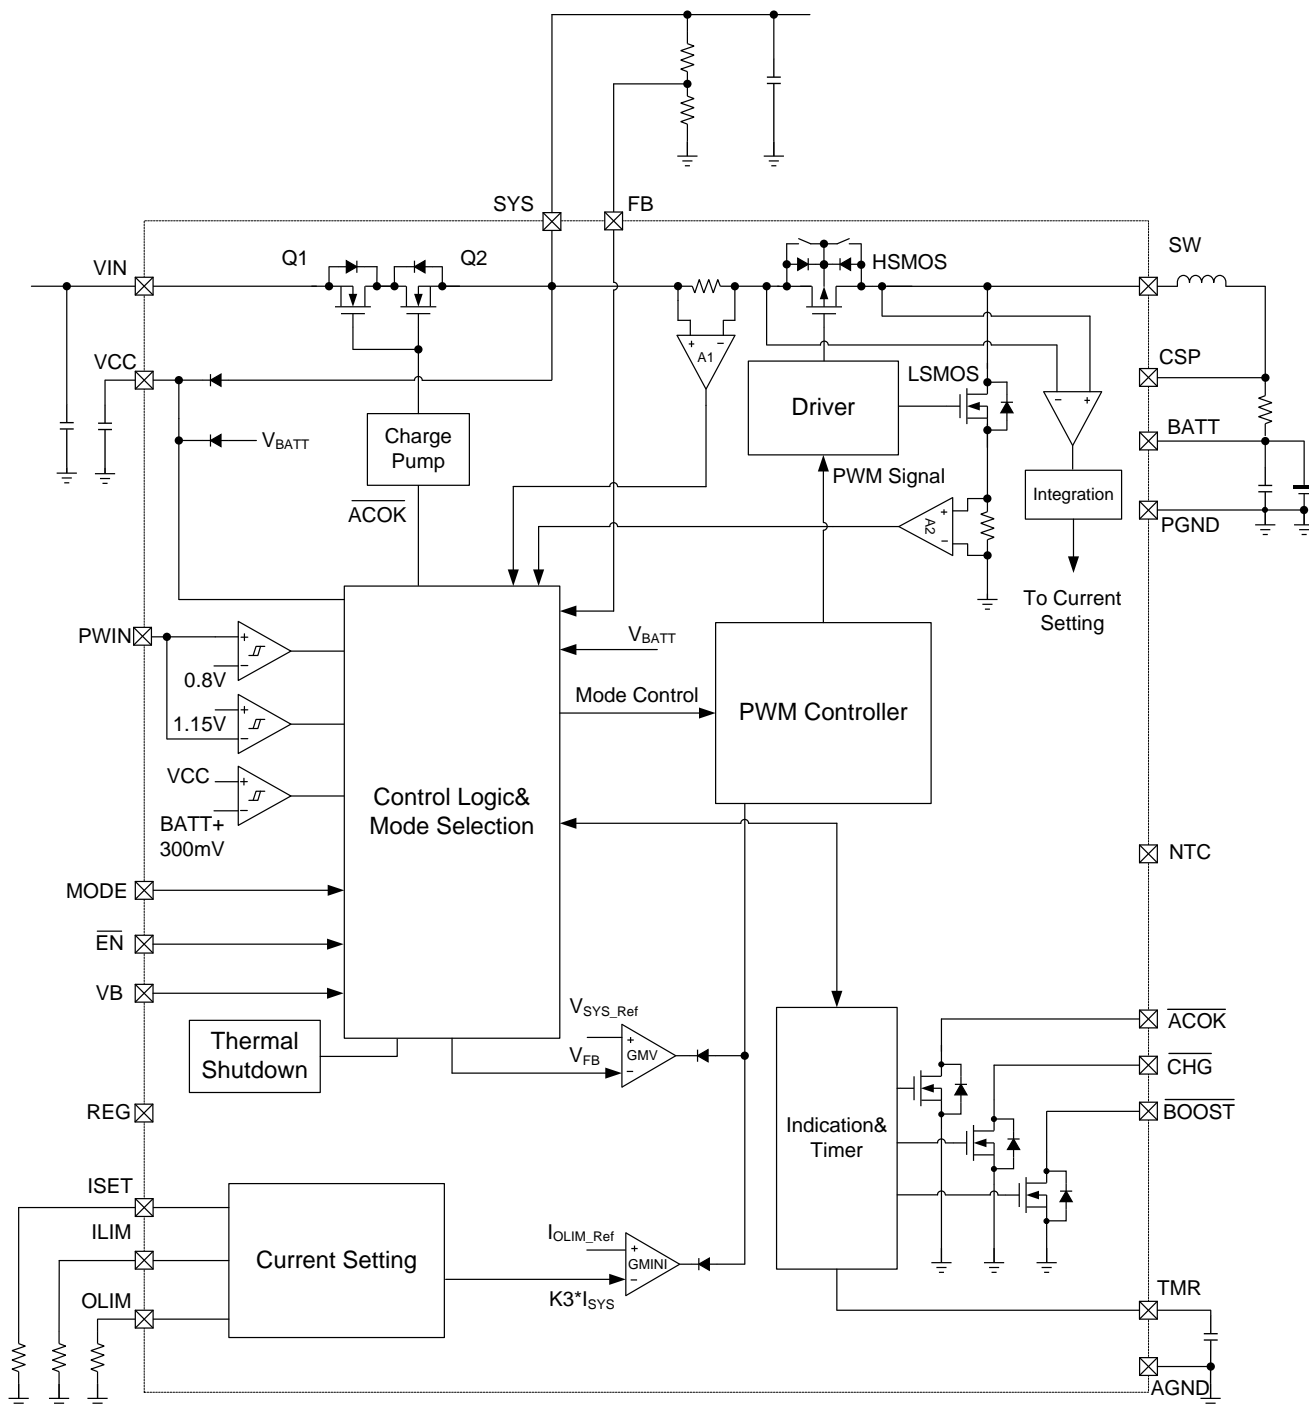 SYS
FB
VIN
Q1
Q2
HSMOS
SW
VCC
+
−
A1
−
+
CSP
LSMOS
Driver
BATT
VBATT
Charge
Pump
PWM Signal
Integration
ACOK
+
A2
−
PGND
To Current
Setting
PWIN
+
−
0.8V
VBATT
+
1.15V
−
Mode Control
PWM Controller
VCC
+
−
BATT+
300mV
Control Logic&
Mode Selection
NTC
MODE
EN
VB
VSYS_Ref
+
GMV
VFB
−
Thermal
Shutdown
ACOK
CHG
BOOST
REG
Indication&
Timer
ISET
ILIM
OLIM
Current Setting
IOLIM_Ref
+
GMINI
−
K3*ISYS
TMR
AGND